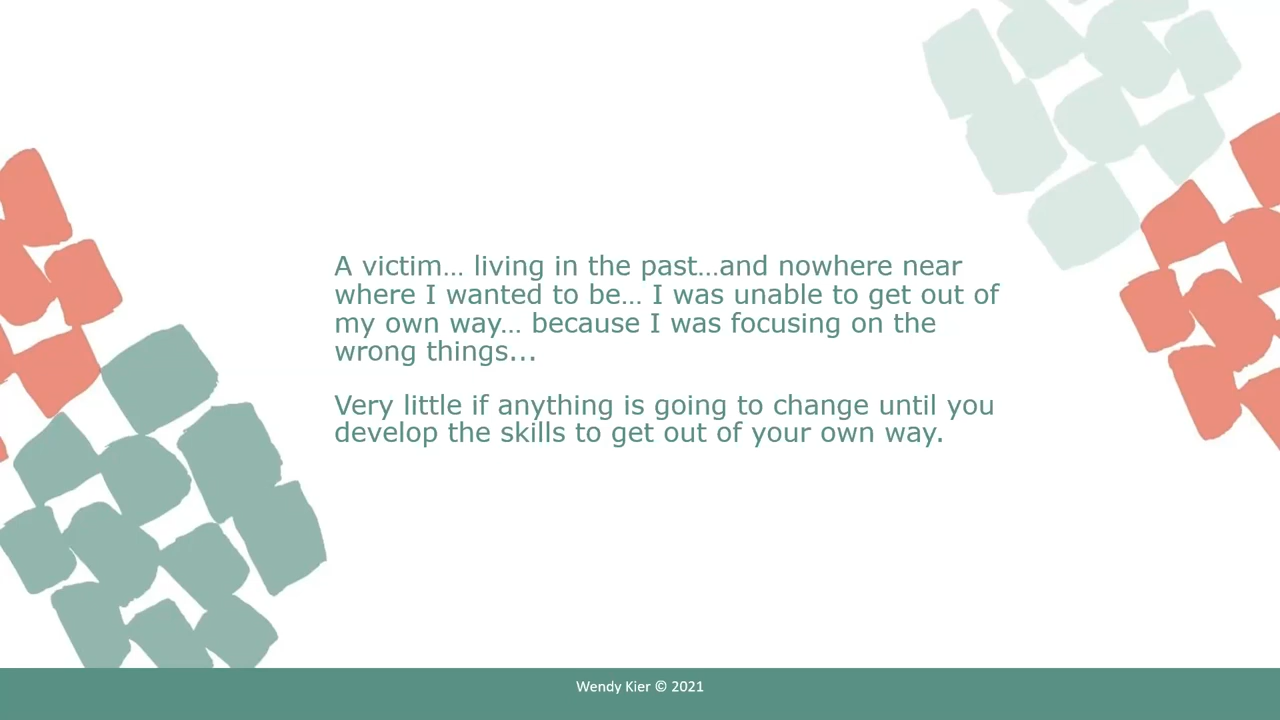 A victim… living in the past…and nowhere near
where I wanted to be… I was unable to get out of
my own way… because I was focusing on the
wrong things...
Very little if anything is going to change until you
develop the skills to get out of your own way.
Wendy Kier © 2021